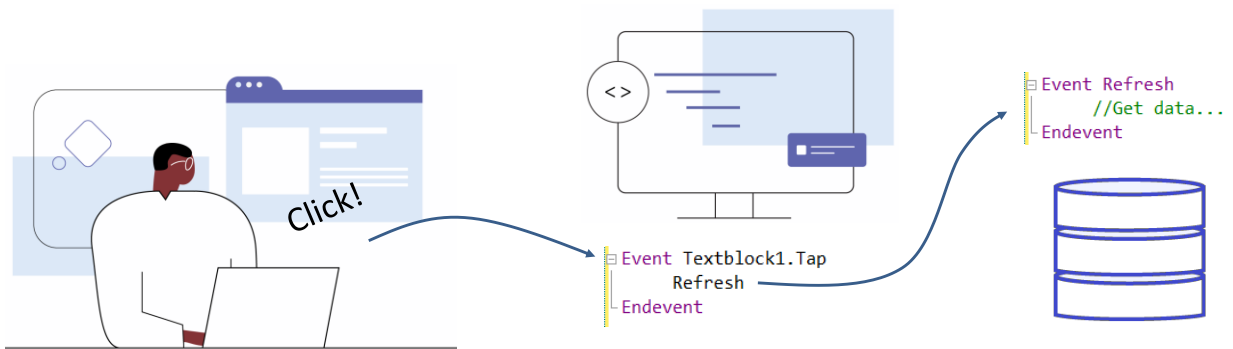 Click!
< >
Event Textblock1.Tap
Refresh
Endevent
Event Refresh
//Get data...
Endevent